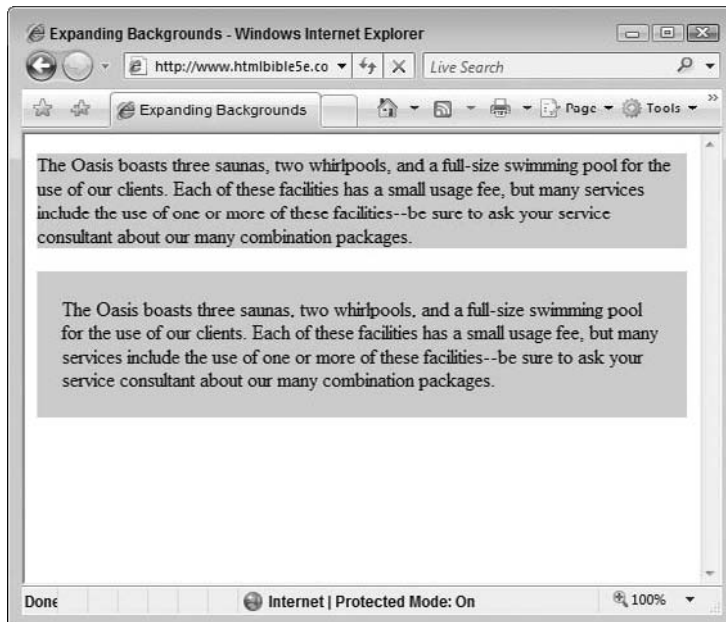 Expanding Backgrounds - Windows Internet Explorer
http://www.htmlbible5e.co
Live Search
Expanding Backgrounds
Page
Tools
The Oasis boasts three saunas, two whirlpools, and a full-size swimming pool for the
use of our clients. Each of these facilities has a small usage fee, but many services
include the use of one or more of these facilities--be sure to ask your service
consultant about our many combination packages.
The Oasis boasts three saunas, two whirlpools, and a full-size swimming pool
for the use of our clients. Each of these facilities has a small usage fee, but many
services include the use of one or more of these facilities--be sure to ask your
service consultant about our many combination packages.
Done
Internet | Protected Mode: On
100%